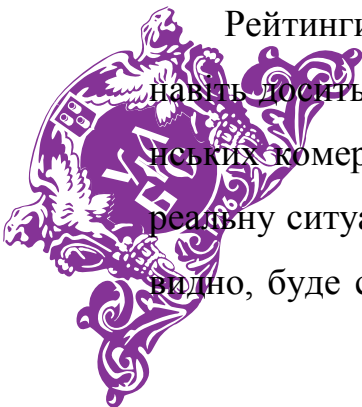 Рейтинги
навіть досить
нських комер
реальну ситуа
видно, буде с